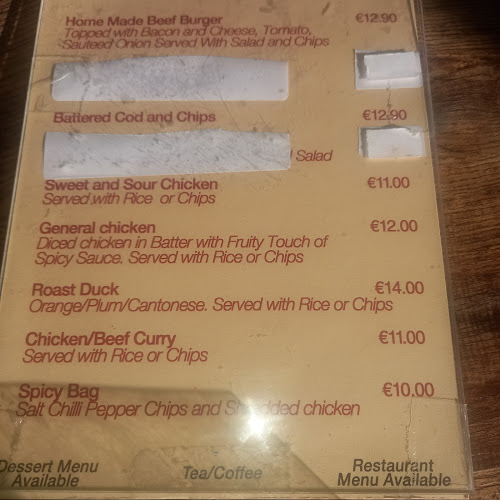 Home Made Beef Burger €12.90
Topped with Bacon and Cheese, Tomato,
Sauteed Onion Served With Salad and Chips
Battered Cod and Chips €12.90
Salad
Sweet and Sour Chicken €11.00
Served with Rice or Chips
General chicken €12.00
Diced chicken in Batter with Fruity Touch of
Spicy Sauce. Served with Rice or Chips
Roast Duck €14.00
Orange/Plum/Cantonese. Served with Rice or Chips
Chicken/Beef Curry €11.00
Served with Rice or Chips
Spicy Bag €10.00
Salt Chilli Pepper Chips and Shredded chicken
Dessert Menu
Available
Tea/Coffee
Restaurant
Menu Available